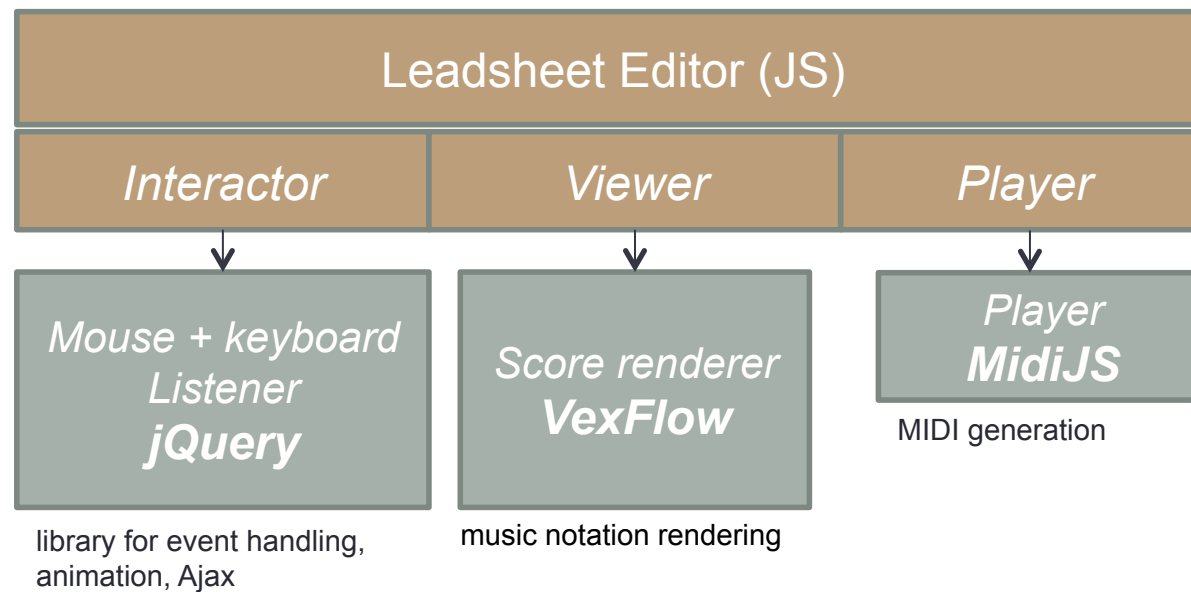 Leadsheet Editor (JS)
Interactor
Viewer
Player
Mouse + keyboard
Listener
jQuery
library for event handling,
animation, Ajax
Score renderer
VexFlow
music notation rendering
Player
MidiJS
MIDI generation